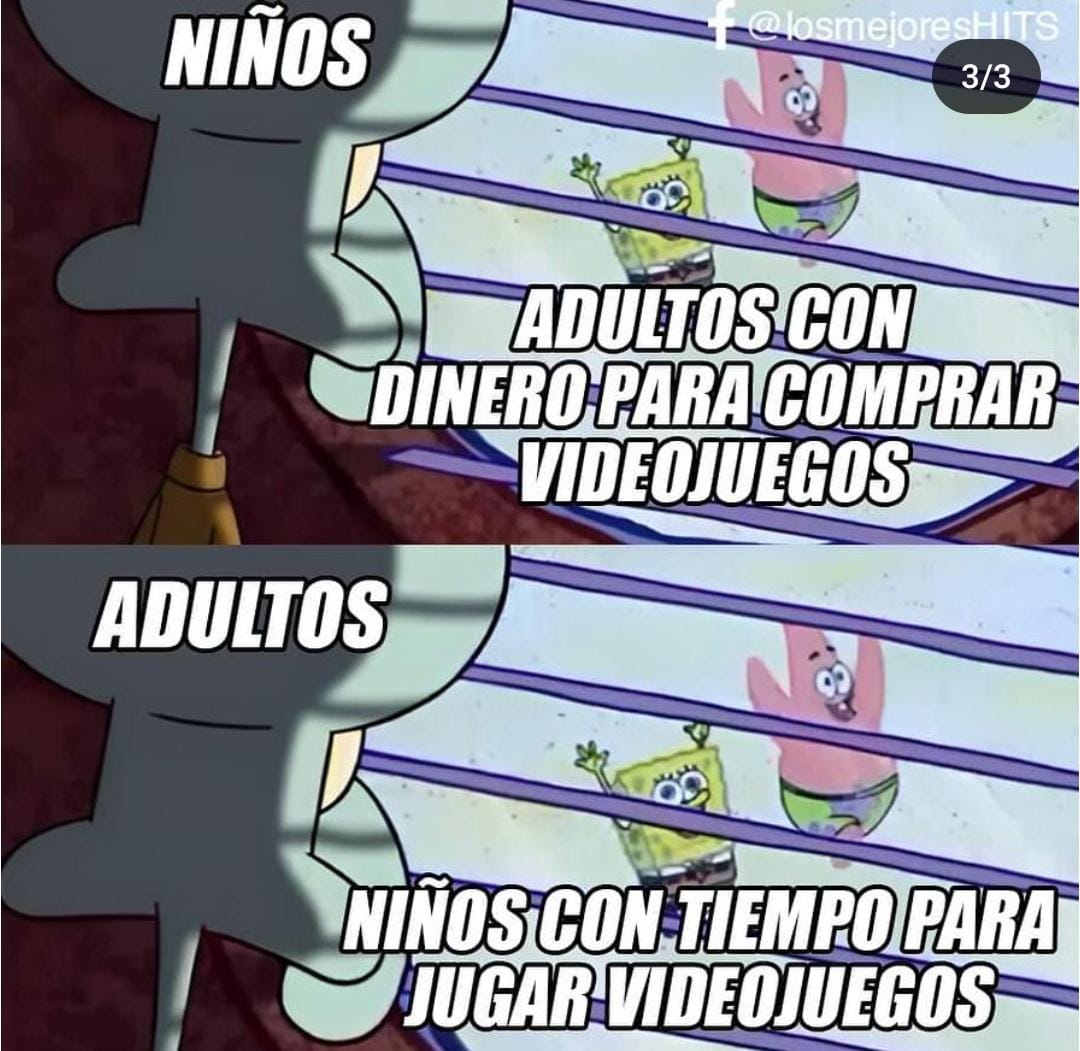 f @losmejoresHITS
3/3
NIÑOS
ADULTOS CON
DINERO PARA COMPRAR
VIDEOJUEGOS
ADULTOS
NIÑOS CON TIEMPO PARA
JUGAR VIDEOJUEGOS